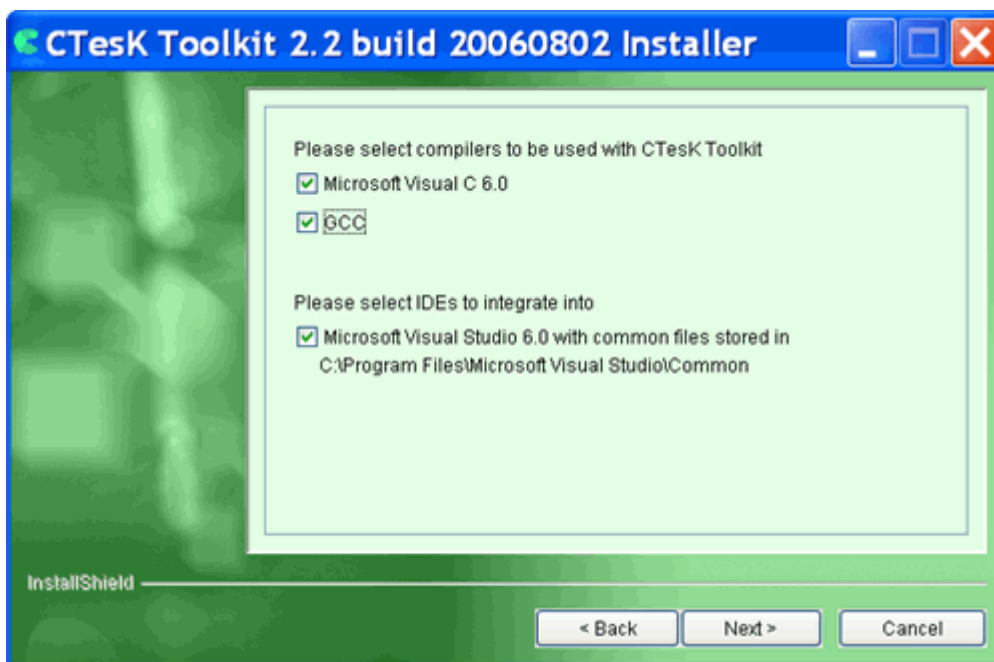 CTesK Toolkit 2.2 build 20060802 Installer
Please select compilers to be used with CTesK Toolkit
Microsoft Visual C 6.0
GCC
Please select IDEs to integrate into
Microsoft Visual Studio 6.0 with common files stored in
C:\Program Files\Microsoft Visual Studio\Common
InstallShield
< Back
Next >
Cancel